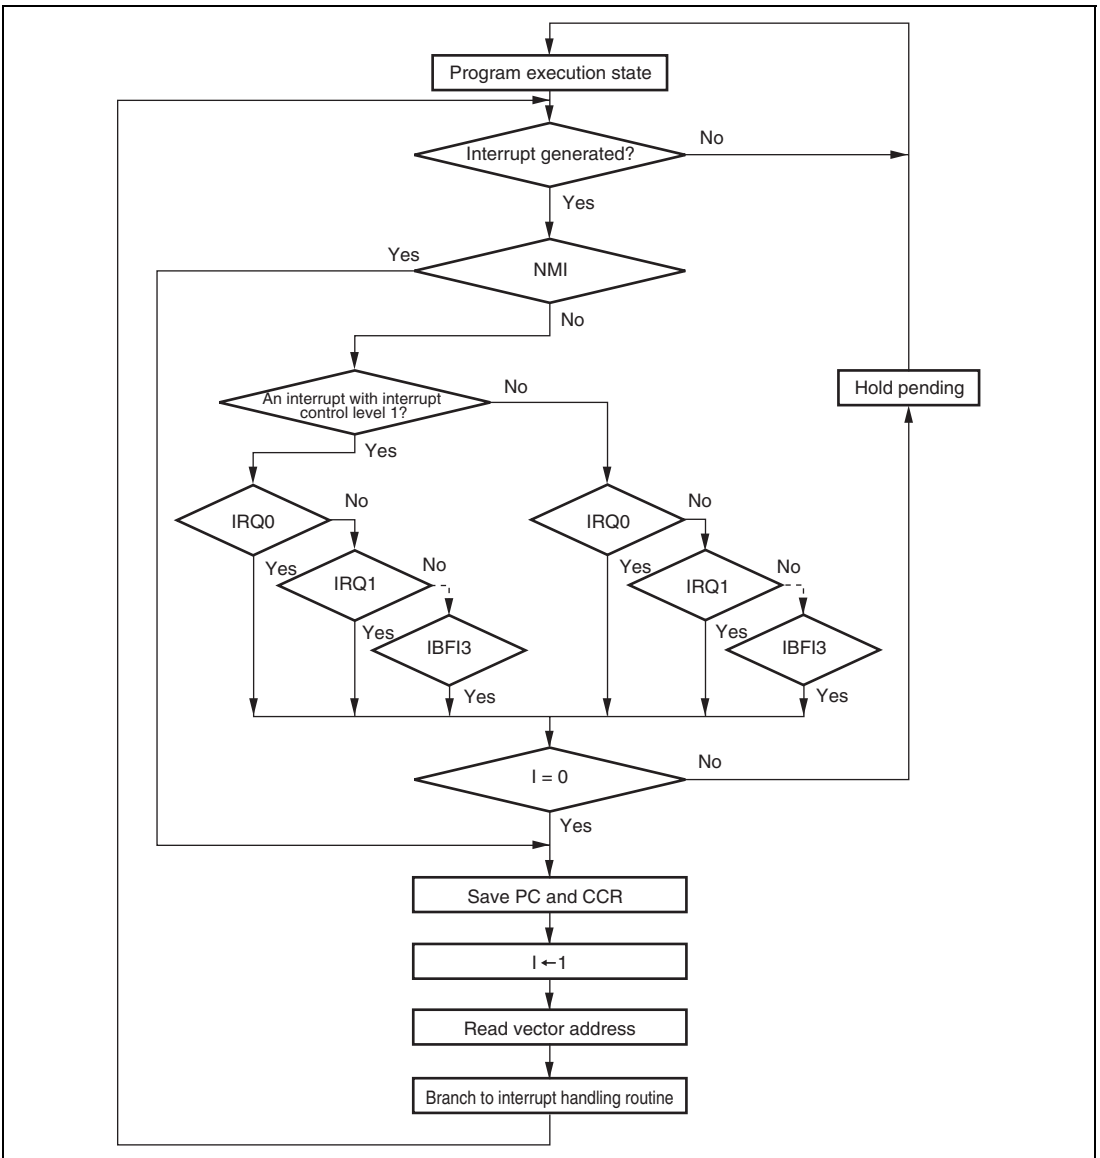 Program execution state
Interrupt generated?
No
Yes
Yes
NMI
No
An interrupt with interrupt
control level 1?
No
Hold pending
Yes
IRQ0
No
IRQ0
No
Yes
IRQ1
No
Yes
IRQ1
No
Yes
IBFI3
Yes
IBFI3
Yes
Yes
I = 0
No
Yes
Save PC and CCR
I ←1
Read vector address
Branch to interrupt handling routine